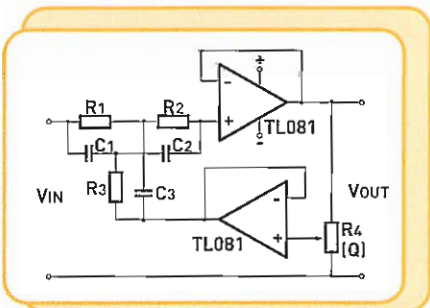 +
R1
R2
-
+
TL081
-
C1
C2
VIN
R3
C3
VOUT
-
+
R4
(Q)
TL081